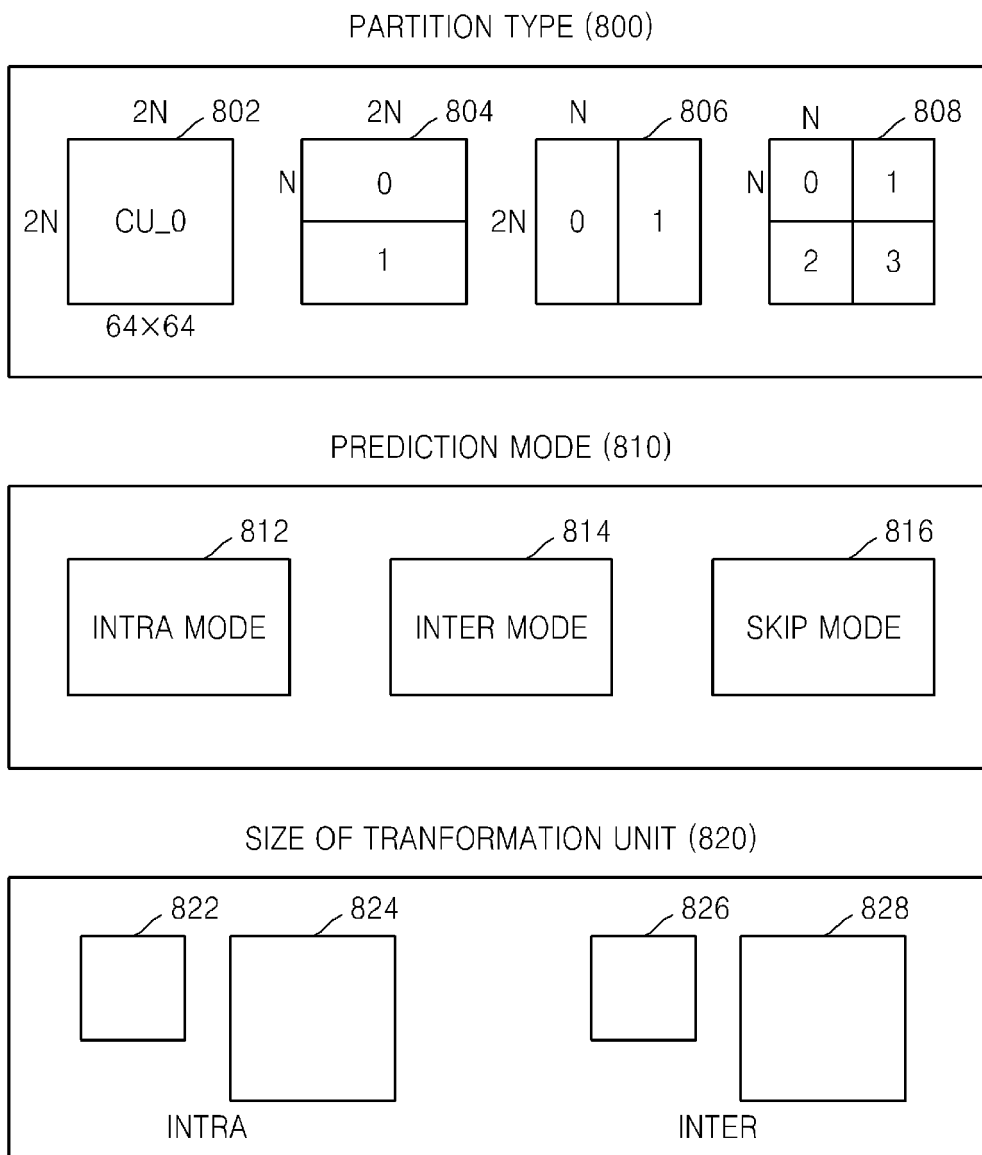 PARTITION TYPE (800)
2N 802 2N 804 N 806 N 808
2N CU_0 N 0 2N 0 1 N 0 1
1 2 3
64×64
PREDICTION MODE (810)
812 814 816
INTRA MODE INTER MODE SKIP MODE
SIZE OF TRANFORMATION UNIT (820)
822 824 826 828
INTRA INTER